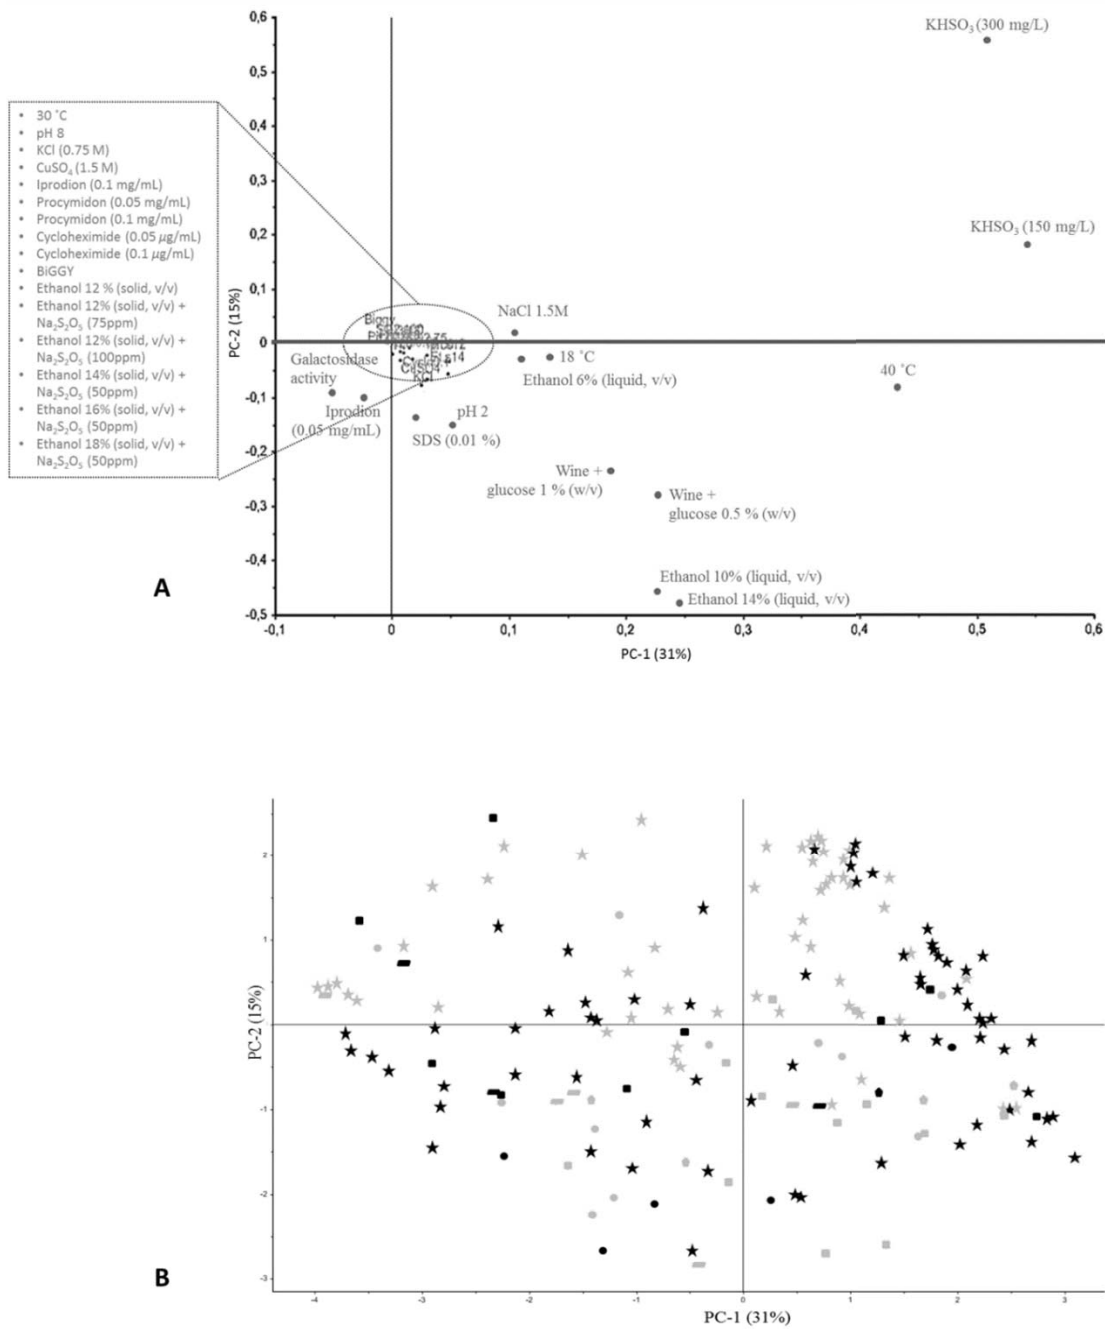 0,6
0,5
0,4
0,3
0,2
0,1
0
-0,1
-0,2
-0,3
-0,4
-0,5
PC-2 (15%)
• 30 ˚C
• pH 8
• KCl (0.75 M)
• CuSO₄ (1.5 M)
• Iprodion (0.1 mg/mL)
• Procymidon (0.05 mg/mL)
• Procymidon (0.1 mg/mL)
• Cycloheximide (0.05 µg/mL)
• Cycloheximide (0.1 µg/mL)
• BiGGY
• Ethanol 12 % (solid, v/v)
• Ethanol 12% (solid, v/v) +
Na₂S₂O₅ (75ppm)
• Ethanol 12% (solid, v/v) +
Na₂S₂O₅ (100ppm)
• Ethanol 14% (solid, v/v) +
Na₂S₂O₅ (50ppm)
• Ethanol 16% (solid, v/v) +
Na₂S₂O₅ (50ppm)
• Ethanol 18% (solid, v/v) +
Na₂S₂O₅ (50ppm)
KHSO₃ (300 mg/L)
KHSO₃ (150 mg/L)
NaCl 1.5M
Biggy
CuSO4
KCl
18 ˚C
Ethanol 6% (liquid, v/v)
40 ˚C
Galactosidase
activity
Iprodion
(0.05 mg/mL)
pH 2
SDS (0.01 %)
Wine +
glucose 1 % (w/v)
Wine +
glucose 0.5 % (w/v)
Ethanol 10% (liquid, v/v)
Ethanol 14% (liquid, v/v)
-0,1 0 0,1 0,2 0,3 0,4 0,5 0,6
PC-1 (31%)
A
2
1
0
-1
-2
-3
PC-2 (15%)
-4 -3 -2 -1 0 1 2 3
PC-1 (31%)
B